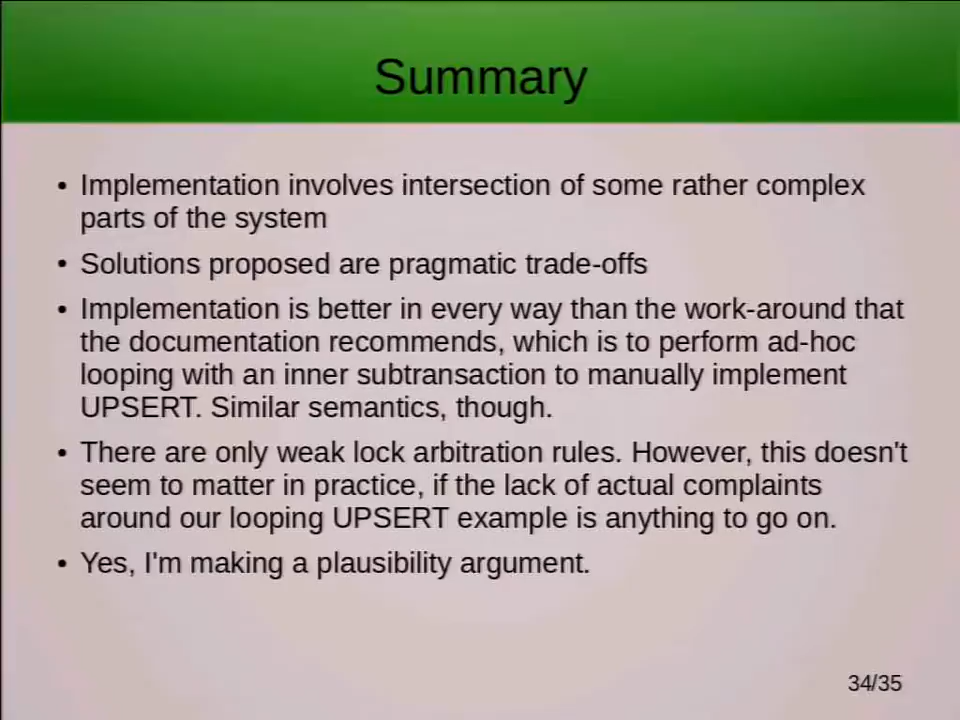 Summary
• Implementation involves intersection of some rather complex
parts of the system
• Solutions proposed are pragmatic trade-offs
• Implementation is better in every way than the work-around that
the documentation recommends, which is to perform ad-hoc
looping with an inner subtransaction to manually implement
UPSERT. Similar semantics, though.
• There are only weak lock arbitration rules. However, this doesn't
seem to matter in practice, if the lack of actual complaints
around our looping UPSERT example is anything to go on.
• Yes, I'm making a plausibility argument.
34/35